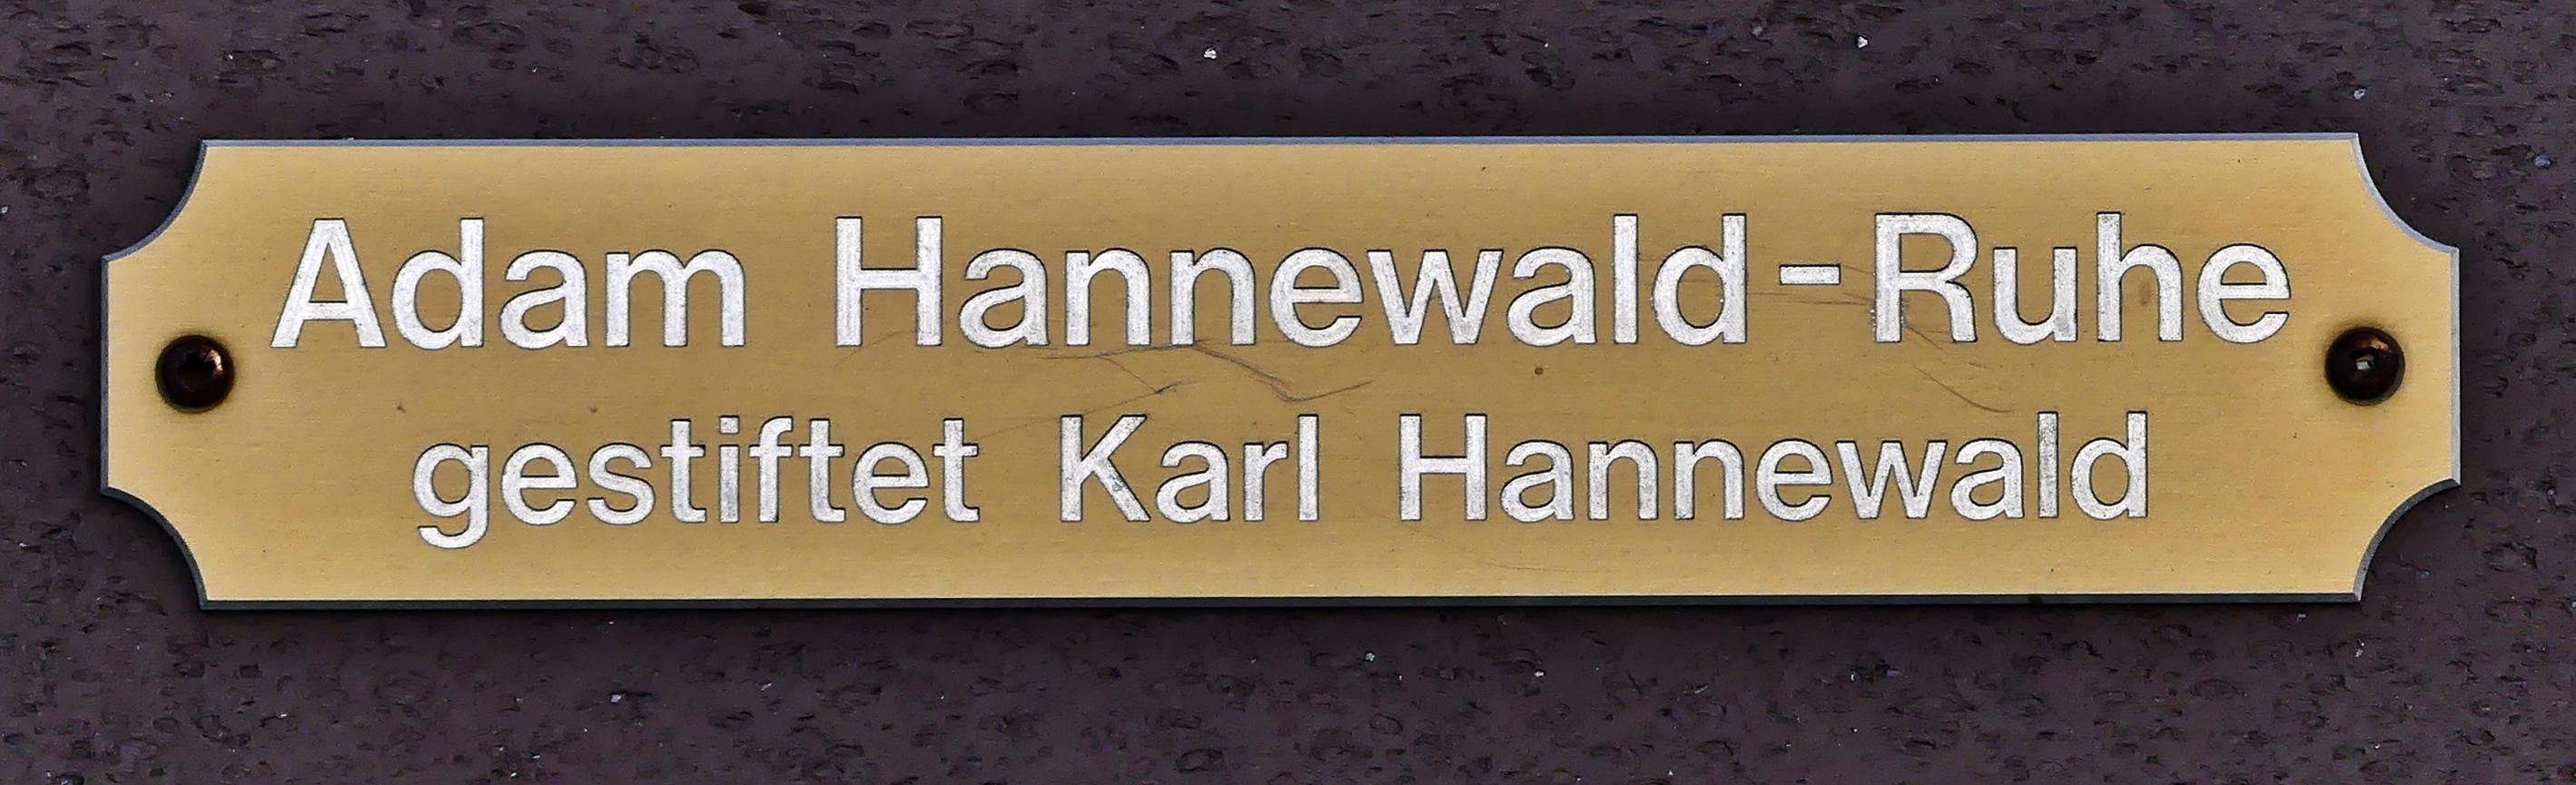 Adam Hannewald-Ruhe
gestiftet Karl Hannewald